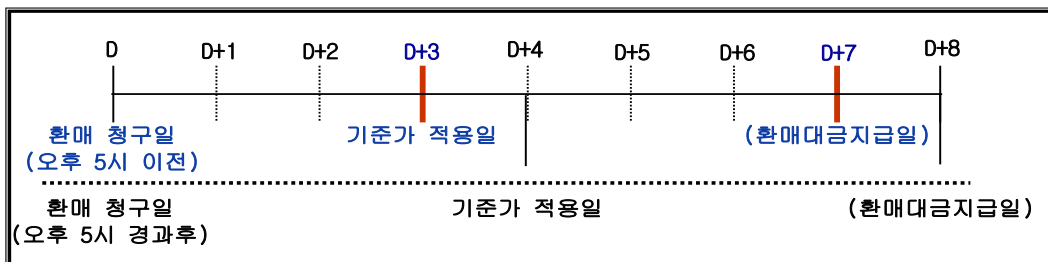 D D+1 D+2 D+3 D+4 D+5 D+6 D+7 D+8
환매 청구일 기준가 적용일 (환매대금지급일)
(오후 5시 이전)
환매 청구일 기준가 적용일 (환매대금지급일)
(오후 5시 경과후)